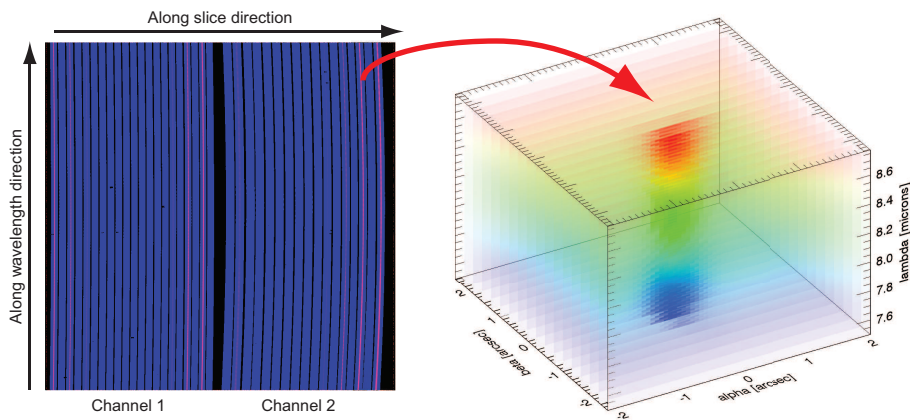 Along slice direction
Along wavelength direction
Channel 1
Channel 2
8.6
8.4
8.2
8.0
7.8
7.6
lambda [microns]
2
1
0
-1
-2
beta [arcsec]
-2
-1
0
1
2
alpha [arcsec]